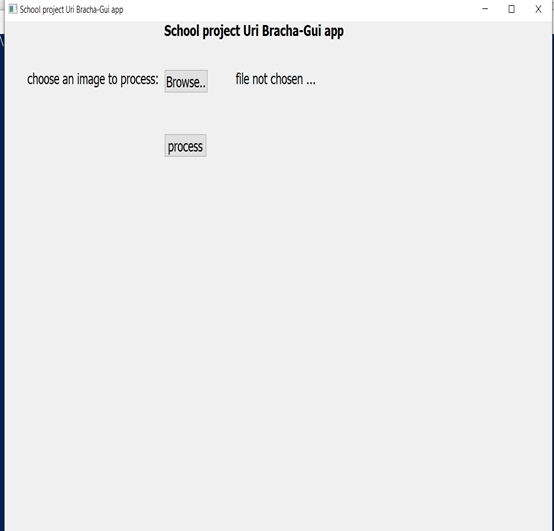 School project Uri Bracha-Gui app
School project Uri Bracha-Gui app
choose an image to process: Browse.. file not chosen ...
process